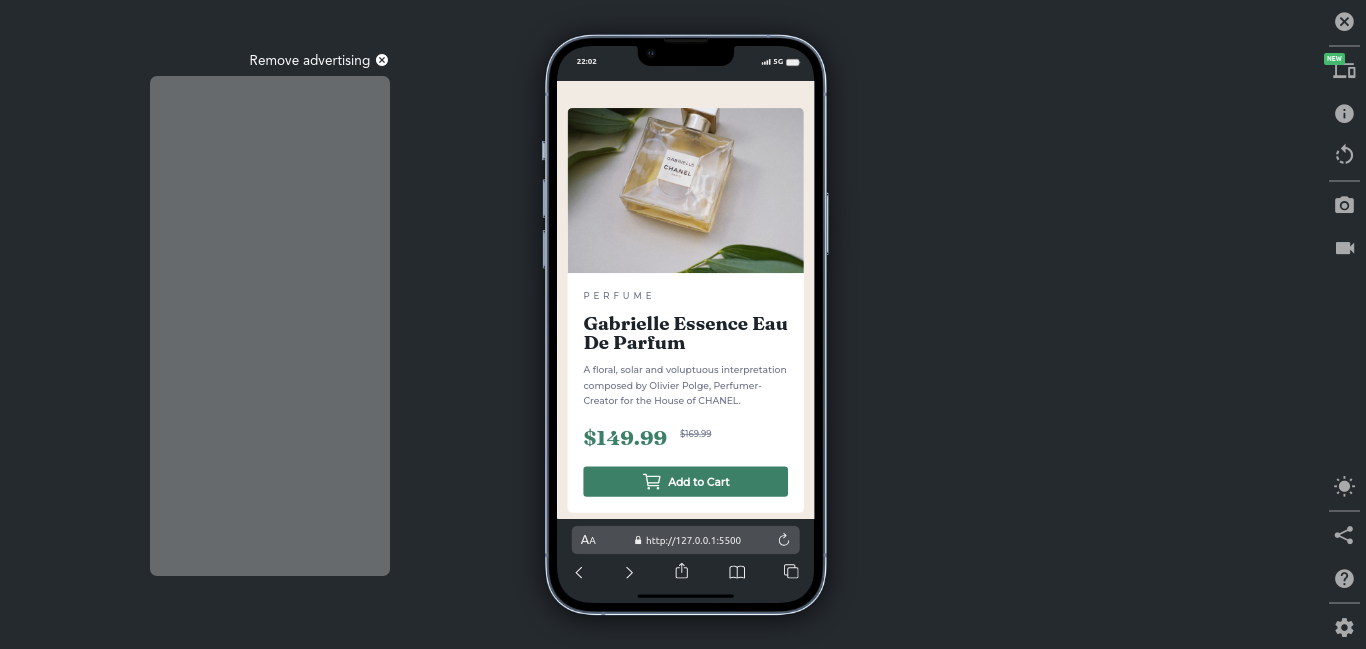 Remove advertising
NEW
22:02
5G
GABRIELLE
CHANEL
PARIS
PERFUME
Gabrielle Essence Eau
De Parfum
A floral, solar and voluptuous interpretation
composed by Olivier Polge, Perfumer-
Creator for the House of CHANEL.
$149.99 $169.99
Add to Cart
AA http://127.0.0.1:5500